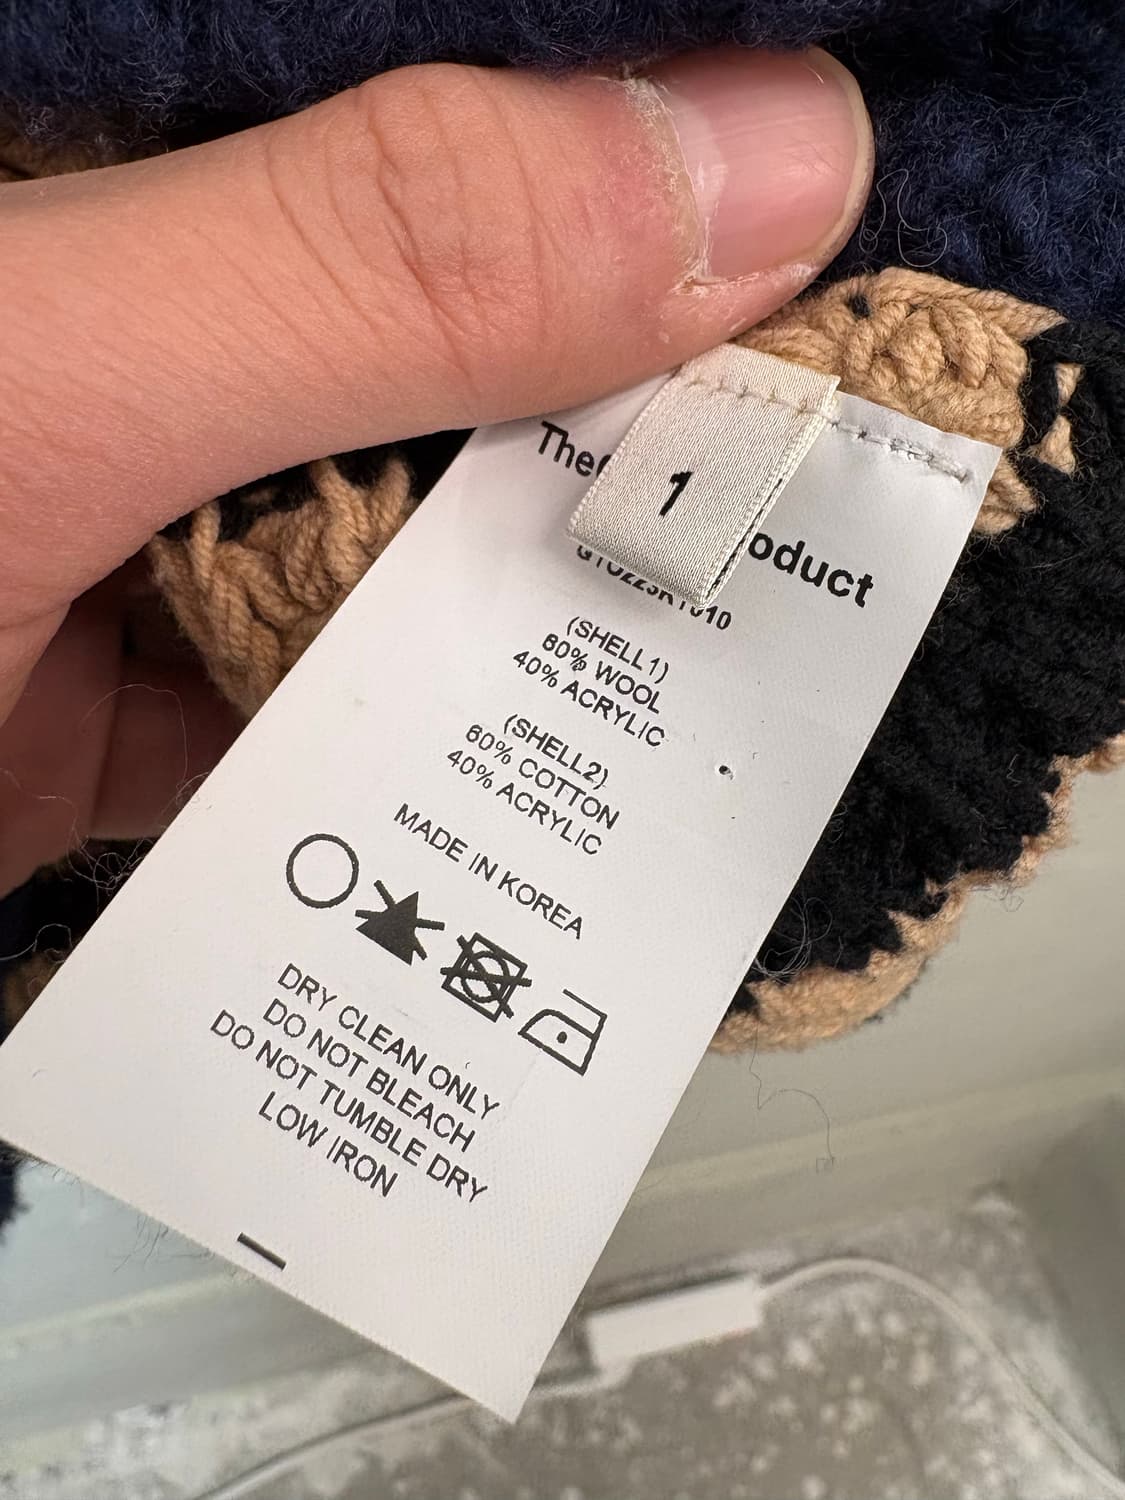 1
oduct
(SHELL1)
60% WOOL
40% ACRYLIC
(SHELL2)
60% COTTON
40% ACRYLIC
MADE IN KOREA
DRY CLEAN ONLY
DO NOT BLEACH
DO NOT TUMBLE DRY
LOW IRON